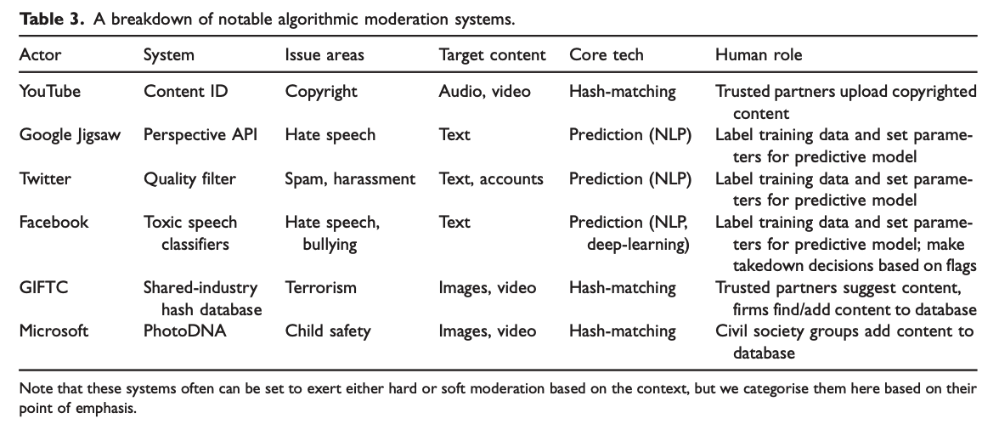 Table 3. A breakdown of notable algorithmic moderation systems.
Actor System Issue areas Target content Core tech Human role
YouTube Content ID Copyright Audio, video Hash-matching Trusted partners upload copyrighted
content
Google Jigsaw Perspective API Hate speech Text Prediction (NLP) Label training data and set parame-
ters for predictive model
Twitter Quality filter Spam, harassment Text, accounts Prediction (NLP) Label training data and set parame-
ters for predictive model
Facebook Toxic speech Hate speech, Text Prediction (NLP, Label training data and set parame-
classifiers bullying deep-learning) ters for predictive model; make
takedown decisions based on flags
GIFTC Shared-industry Terrorism Images, video Hash-matching Trusted partners suggest content,
hash database firms find/add content to database
Microsoft PhotoDNA Child safety Images, video Hash-matching Civil society groups add content to
database
Note that these systems often can be set to exert either hard or soft moderation based on the context, but we categorise them here based on their
point of emphasis.